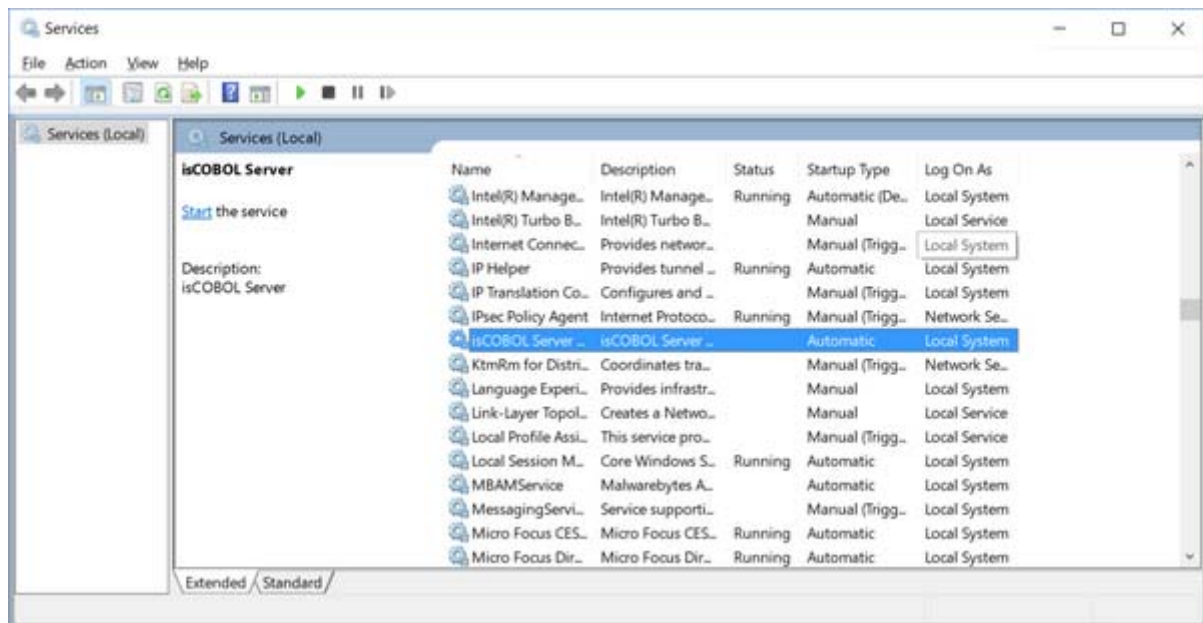 Services
File Action View Help
Services (Local)
Services (Local)
isCOBOL Server
Start the service
Description:
isCOBOL Server
Name Description Status Startup Type Log On As
Intel(R) Manage... Intel(R) Manage... Running Automatic (De... Local System
Intel(R) Turbo B... Intel(R) Turbo B... Manual Local Service
Internet Connec... Provides networ... Manual (Trigg... Local System
IP Helper Provides tunnel ... Running Automatic Local System
IP Translation Co... Configures and ... Manual (Trigg... Local System
IPsec Policy Agent Internet Protoco... Running Manual (Trigg... Network Se...
isCOBOL Server ... isCOBOL Server ... Automatic Local System
KtmRm for Distri... Coordinates tra... Manual (Trigg... Network Se...
Language Experi... Provides infrastr... Manual Local System
Link-Layer Topol... Creates a Netwo... Manual Local Service
Local Profile Assi... This service pro... Manual (Trigg... Local Service
Local Session M... Core Windows S... Running Automatic Local System
MBAMService Malwarebytes A... Automatic Local System
MessagingServi... Service supporti... Manual (Trigg... Local System
Micro Focus CES... Micro Focus CES... Running Automatic Local System
Micro Focus Dir... Micro Focus Dir... Running Automatic Local System
Extended Standard